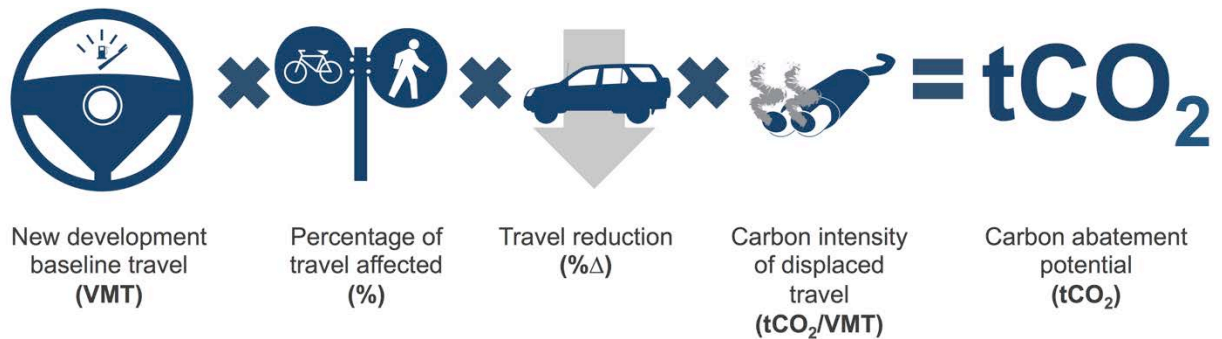 = tCO₂
New development
baseline travel
(VMT)
Percentage of
travel affected
(%)
Travel reduction
(%Δ)
Carbon intensity
of displaced
travel
(tCO₂/VMT)
Carbon abatement
potential
(tCO₂)